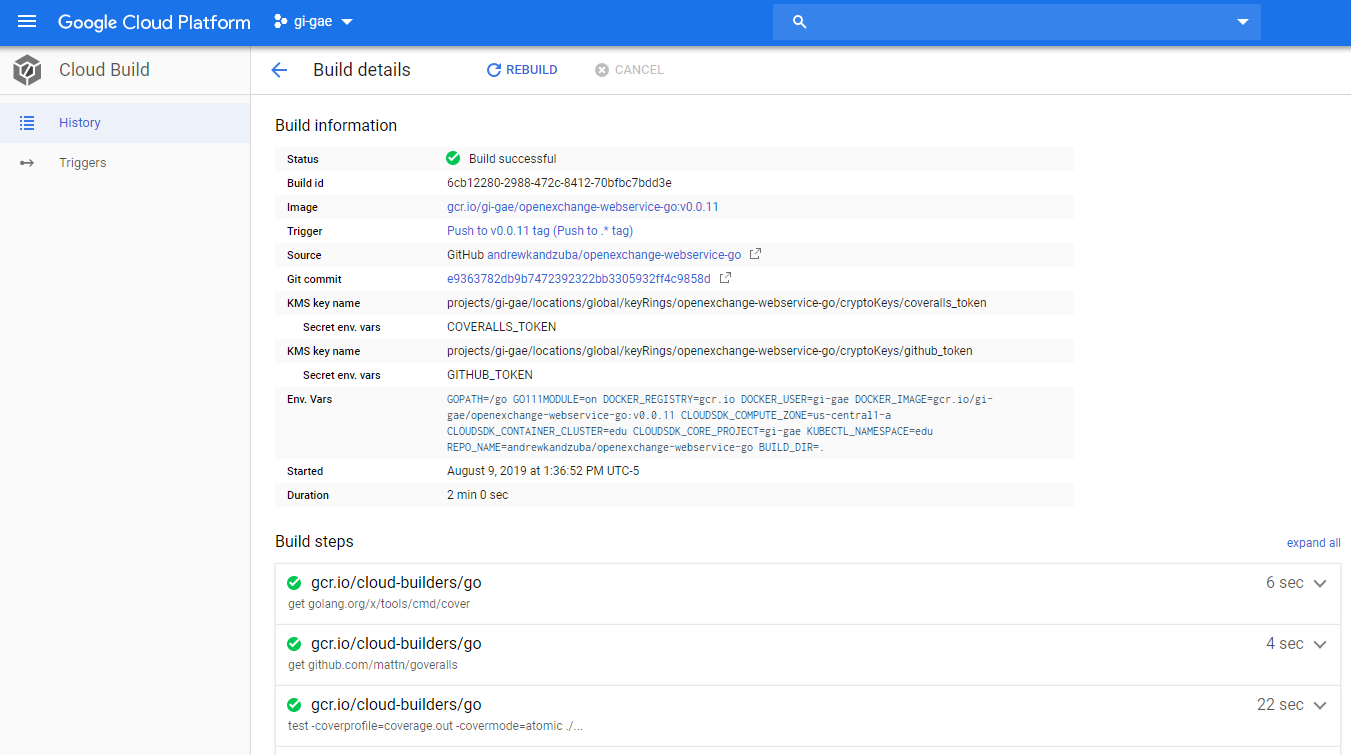 Google Cloud Platform gi-gae
Cloud Build
Build details REBUILD CANCEL
History
Triggers
Build information
Status Build successful
Build id 6cb12280-2988-472c-8412-70bfbc7bdd3e
Image gcr.io/gi-gae/openexchange-webservice-go:v0.0.11
Trigger Push to v0.0.11 tag (Push to .* tag)
Source GitHub andrewkandzuba/openexchange-webservice-go
Git commit e9363782db9b7472392322bb3305932ff4c9858d
KMS key name projects/gi-gae/locations/global/keyRings/openexchange-webservice-go/cryptoKeys/coveralls_token
Secret env. vars COVERALLS_TOKEN
KMS key name projects/gi-gae/locations/global/keyRings/openexchange-webservice-go/cryptoKeys/github_token
Secret env. vars GITHUB_TOKEN
Env. Vars GOPATH=/go GO111MODULE=on DOCKER_REGISTRY=gcr.io DOCKER_USER=gi-gae DOCKER_IMAGE=gcr.io/gi-
gae/openexchange-webservice-go:v0.0.11 CLOUDSDK_COMPUTE_ZONE=us-central1-a
CLOUDSDK_CONTAINER_CLUSTER=edu CLOUDSDK_CORE_PROJECT=gi-gae KUBECTL_NAMESPACE=edu
REPO_NAME=andrewkandzuba/openexchange-webservice-go BUILD_DIR=.
Started August 9, 2019 at 1:36:52 PM UTC-5
Duration 2 min 0 sec
Build steps expand all
gcr.io/cloud-builders/go 6 sec
get golang.org/x/tools/cmd/cover
gcr.io/cloud-builders/go 4 sec
get github.com/mattn/goveralls
gcr.io/cloud-builders/go 22 sec
test -coverprofile=coverage.out -covermode=atomic ./...